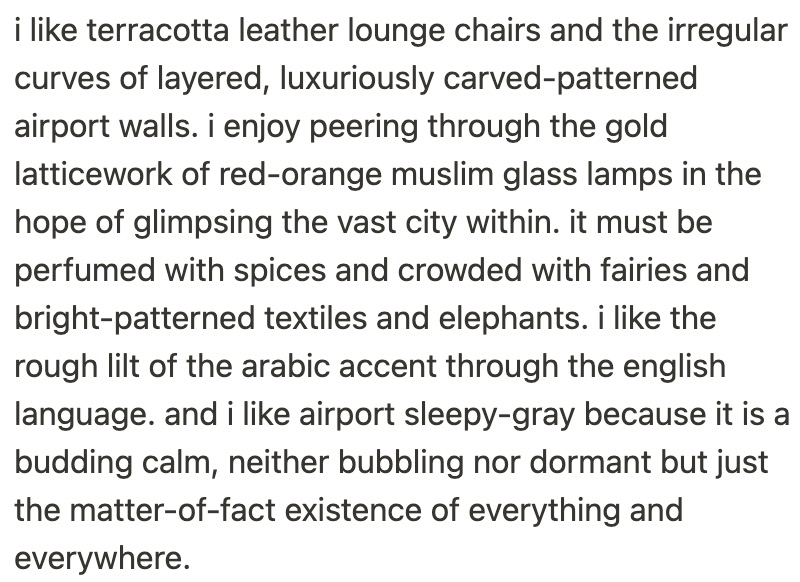 i like terracotta leather lounge chairs and the irregular
curves of layered, luxuriously carved-patterned
airport walls. i enjoy peering through the gold
latticework of red-orange muslim glass lamps in the
hope of glimpsing the vast city within. it must be
perfumed with spices and crowded with fairies and
bright-patterned textiles and elephants. i like the
rough lilt of the arabic accent through the english
language. and i like airport sleepy-gray because it is a
budding calm, neither bubbling nor dormant but just
the matter-of-fact existence of everything and
everywhere.